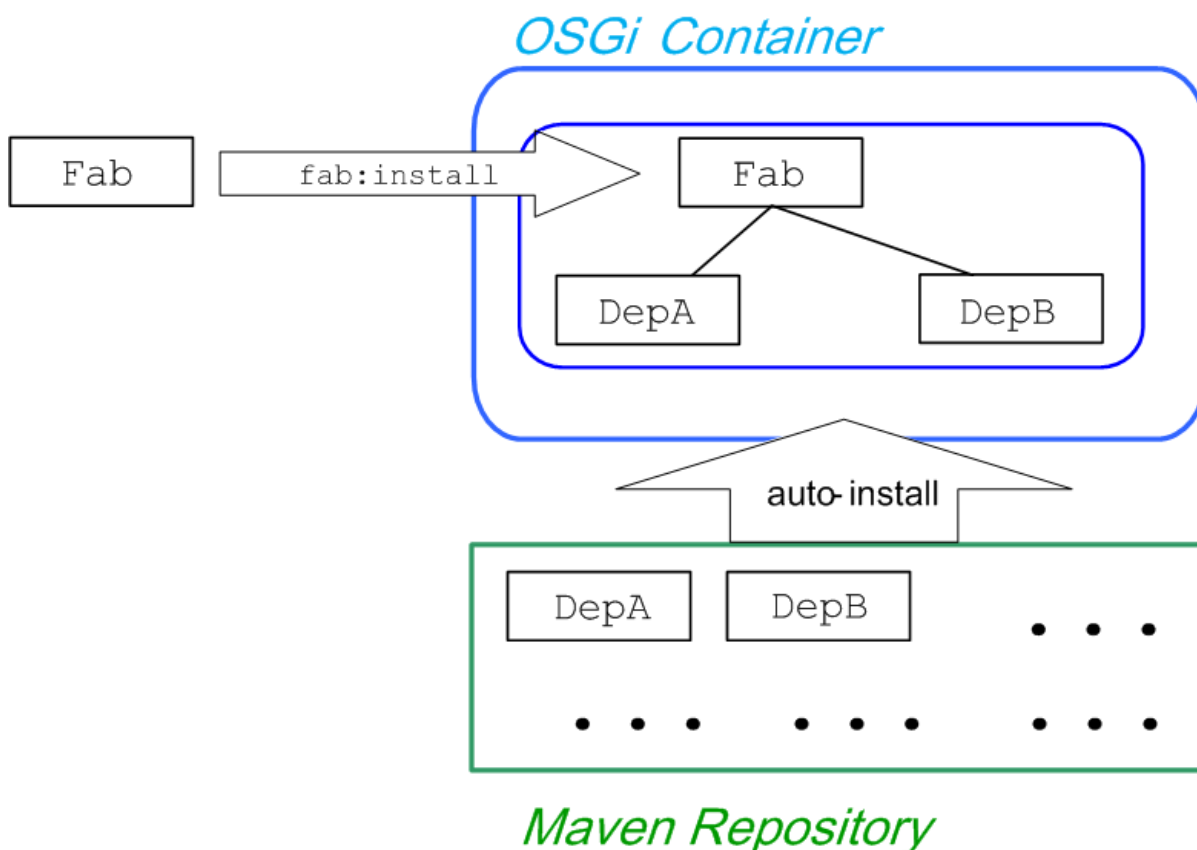 OSGi Container
Fab
fab:install
Fab
DepA
DepB
auto-install
DepA
DepB
Maven Repository